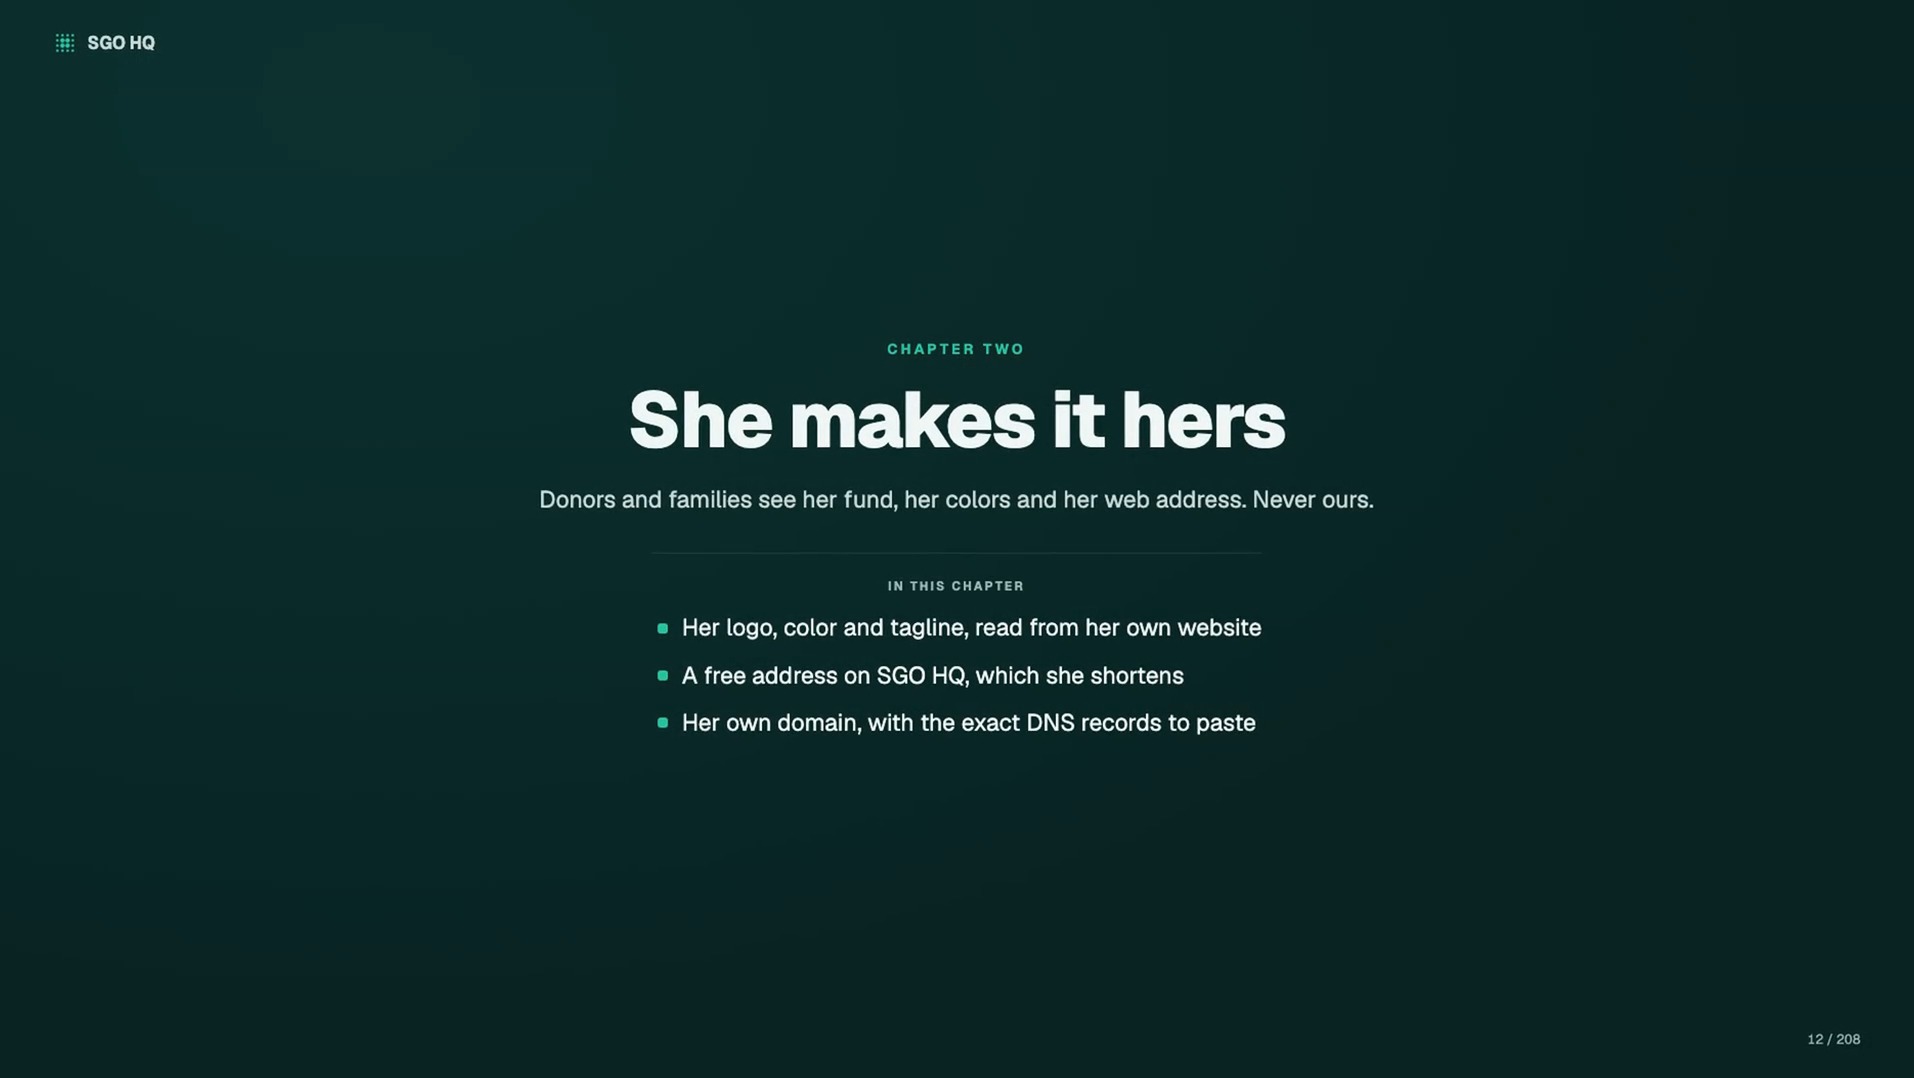 SGO HQ
CHAPTER TWO
She makes it hers
Donors and families see her fund, her colors and her web address. Never ours.
IN THIS CHAPTER
Her logo, color and tagline, read from her own website
A free address on SGO HQ, which she shortens
Her own domain, with the exact DNS records to paste
12 / 208